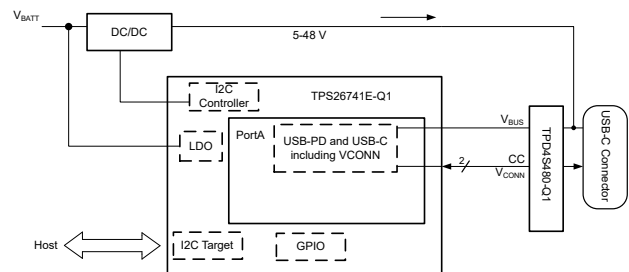 VBATT
DC/DC
5-48 V
I2C
Controller
TPS26741E-Q1
LDO
PortA
USB-PD and USB-C
including VCONN
VBUS
2
CC
VCONN
TPD4S480-Q1
USB-C Connector
Host
I2C Target
GPIO